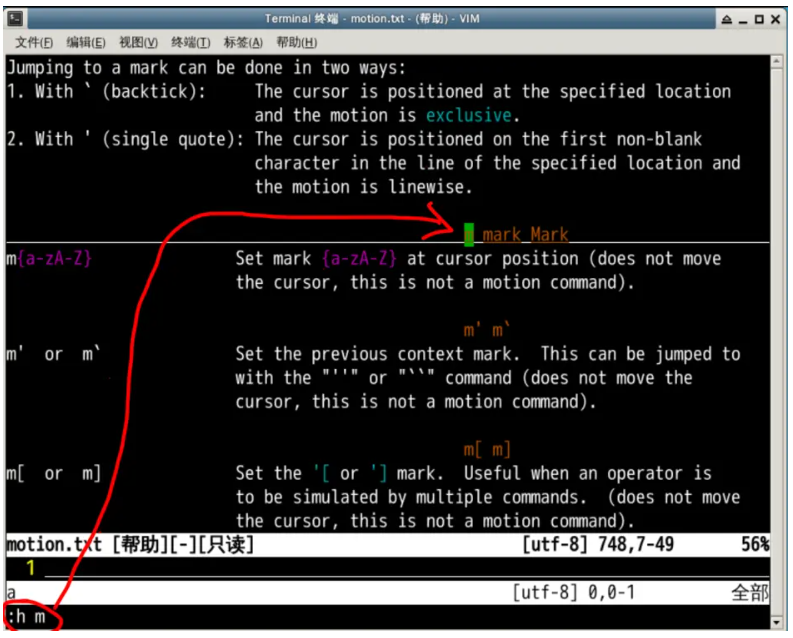 Terminal 终端 - motion.txt - (帮助) - VIM
文件(F) 编辑(E) 视图(V) 终端(T) 标签(A) 帮助(H)
Jumping to a mark can be done in two ways:
1. With ` (backtick): The cursor is positioned at the specified location
and the motion is exclusive.
2. With ' (single quote): The cursor is positioned on the first non-blank
character in the line of the specified location and
the motion is linewise.
m mark Mark
m{a-zA-Z} Set mark {a-zA-Z} at cursor position (does not move
the cursor, this is not a motion command).
m' m`
m' or m` Set the previous context mark. This can be jumped to
with the "''" or "``" command (does not move the
cursor, this is not a motion command).
m[ m]
m[ or m] Set the '[ or '] mark. Useful when an operator is
to be simulated by multiple commands. (does not move
the cursor, this is not a motion command).
motion.txt [帮助][-][只读] [utf-8] 748,7-49 56%
1
a [utf-8] 0,0-1 全部
:h m